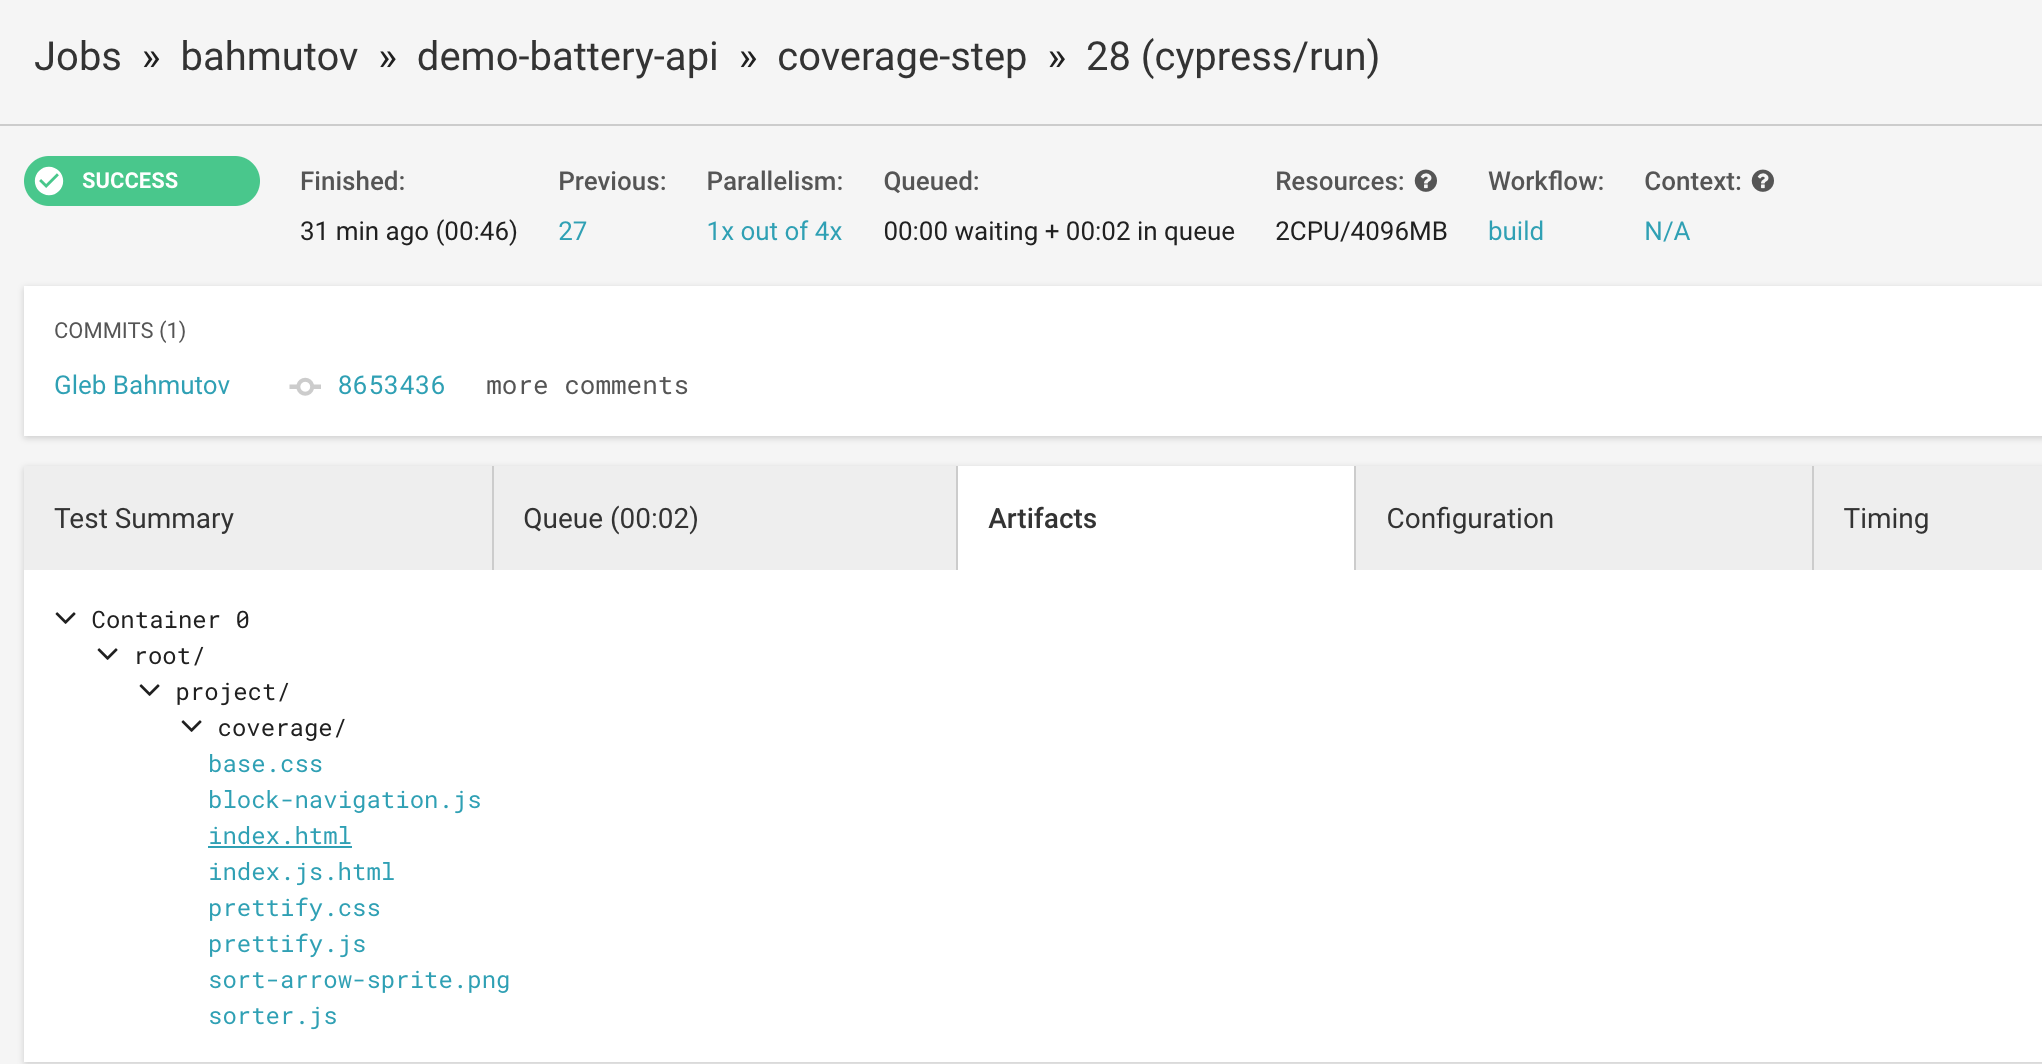 Jobs » bahmutov » demo-battery-api » coverage-step » 28 (cypress/run)
SUCCESS
Finished: Previous: Parallelism: Queued: Resources: Workflow: Context:
31 min ago (00:46) 27 1x out of 4x 00:00 waiting + 00:02 in queue 2CPU/4096MB build N/A
COMMITS (1)
Gleb Bahmutov 8653436 more comments
Test Summary Queue (00:02) Artifacts Configuration Timing
Container 0
root/
project/
coverage/
base.css
block-navigation.js
index.html
index.js.html
prettify.css
prettify.js
sort-arrow-sprite.png
sorter.js